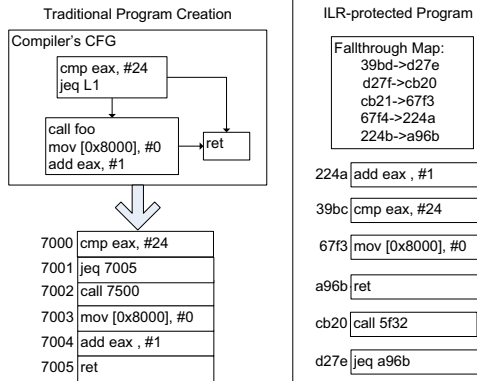 Traditional Program Creation
Compiler's CFG
cmp eax, #24
jeq L1
call foo
mov [0x8000], #0
add eax, #1
ret
7000 cmp eax, #24
7001 jeq 7005
7002 call 7500
7003 mov [0x8000], #0
7004 add eax , #1
7005 ret
ILR-protected Program
Fallthrough Map:
39bd->d27e
d27f->cb20
cb21->67f3
67f4->224a
224b->a96b
224a add eax , #1
39bc cmp eax, #24
67f3 mov [0x8000], #0
a96b ret
cb20 call 5f32
d27e jeq a96b